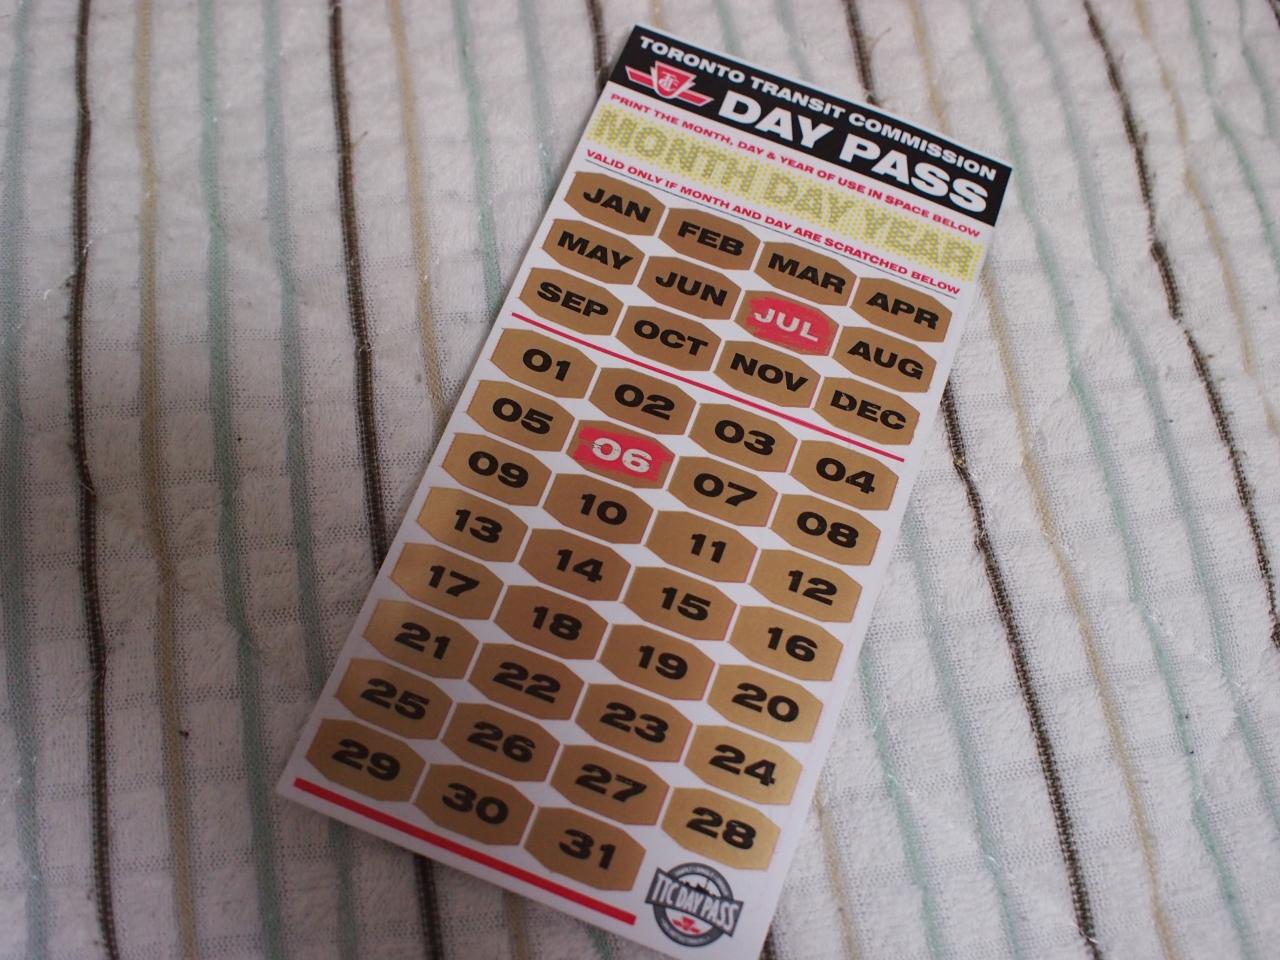 TORONTO TRANSIT COMMISSION
DAY PASS
PRINT THE MONTH, DAY & YEAR OF USE IN SPACE BELOW
MONTH DAY YEAR
VALID ONLY IF MONTH AND DAY ARE SCRATCHED BELOW
JAN FEB MAR APR
MAY JUN JUL AUG
SEP OCT NOV DEC
01 02 03 04
05 06 07 08
09 10 11 12
13 14 15 16
17 18 19 20
21 22 23 24
25 26 27 28
29 30 31
TTC DAY PASS